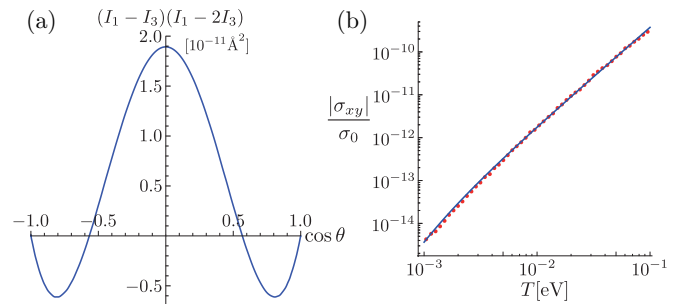 (a)
(I₁ − I₃)(I₁ − 2I₃)
[10⁻¹¹Å²]
2.0
1.5
1.0
0.5
−0.5
−1.0 −0.5 0.5 1.0
cos θ
(b)
|σxy|
σ₀
10⁻¹⁰
10⁻¹¹
10⁻¹²
10⁻¹³
10⁻¹⁴
10⁻³ 10⁻² 10⁻¹
T[eV]